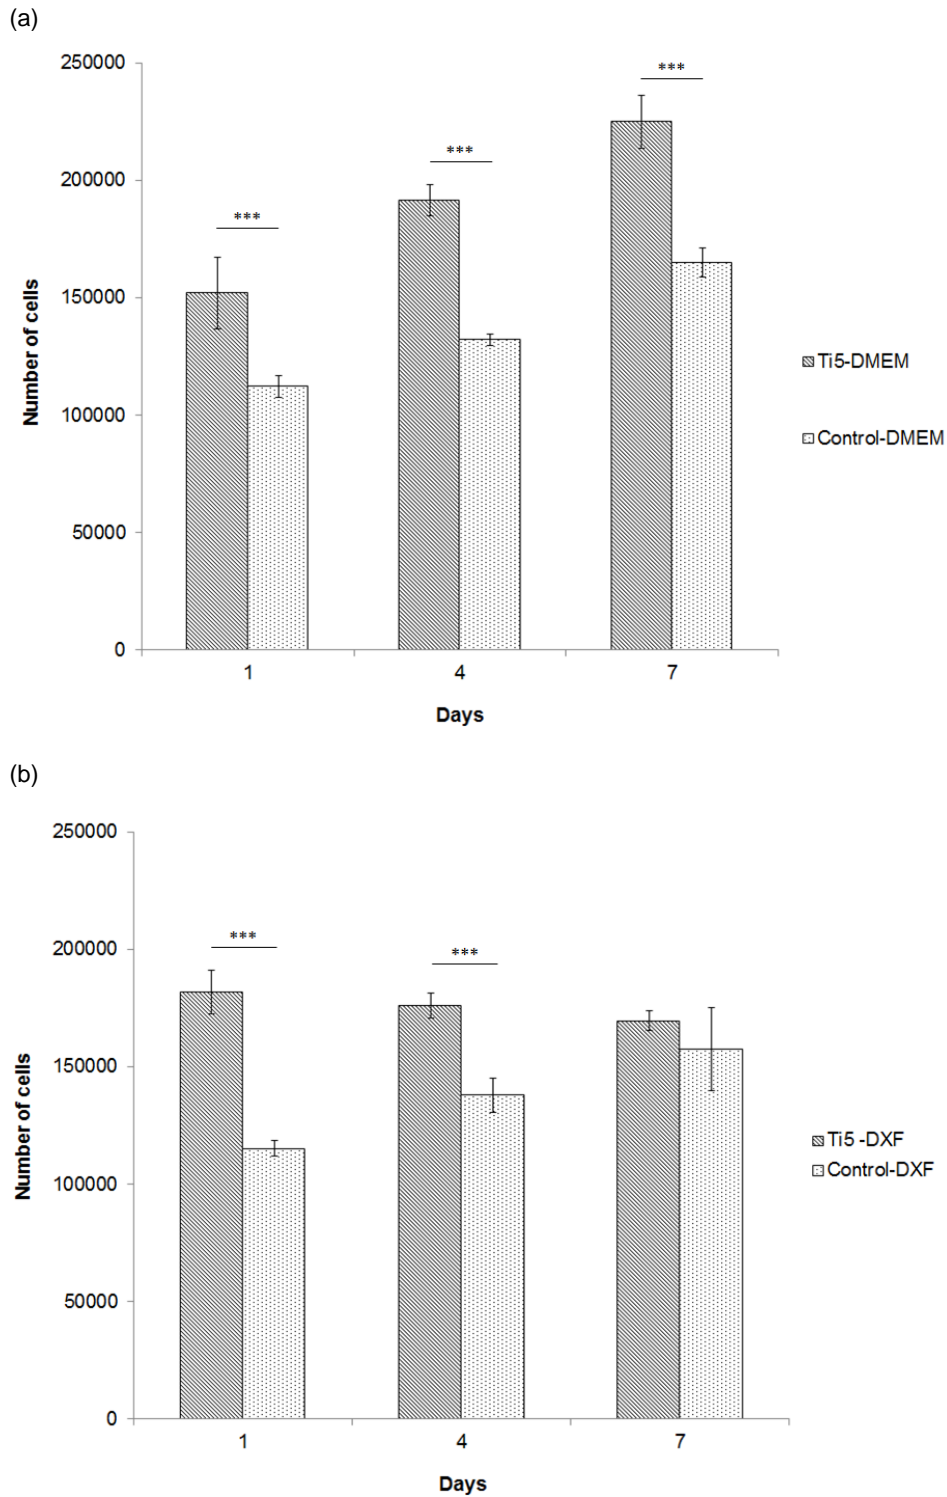 (a)
250000
200000
150000
100000
50000
0
Number of cells
***
***
***
1
4
7
Days
Ti5-DMEM
Control-DMEM
(b)
250000
200000
150000
100000
50000
0
Number of cells
***
***
1
4
7
Days
Ti5 -DXF
Control-DXF